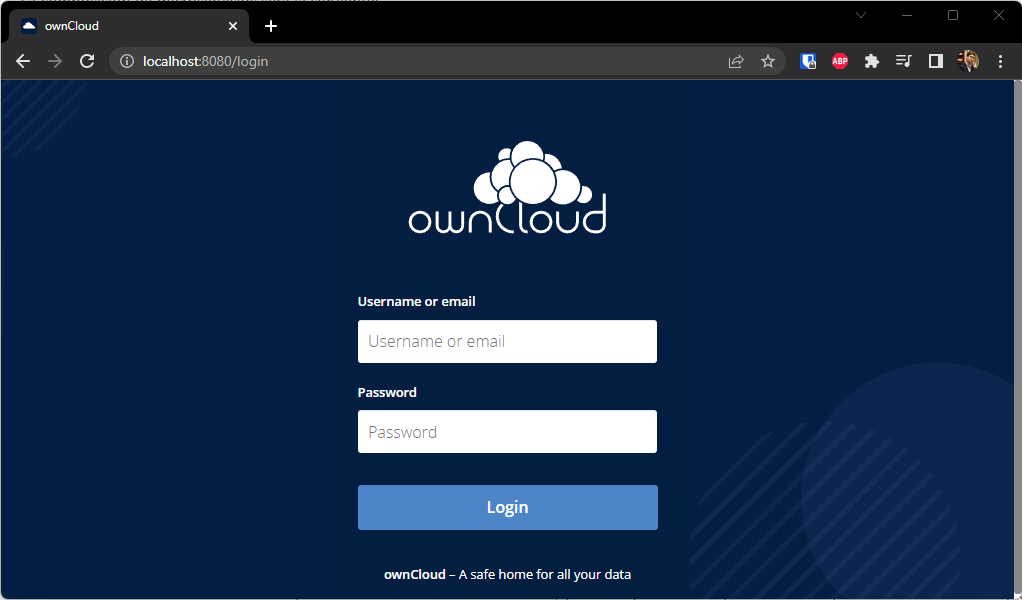 ownCloud
localhost:8080/login
ABP
ownCloud
Username or email
Username or email
Password
Password
Login
ownCloud – A safe home for all your data